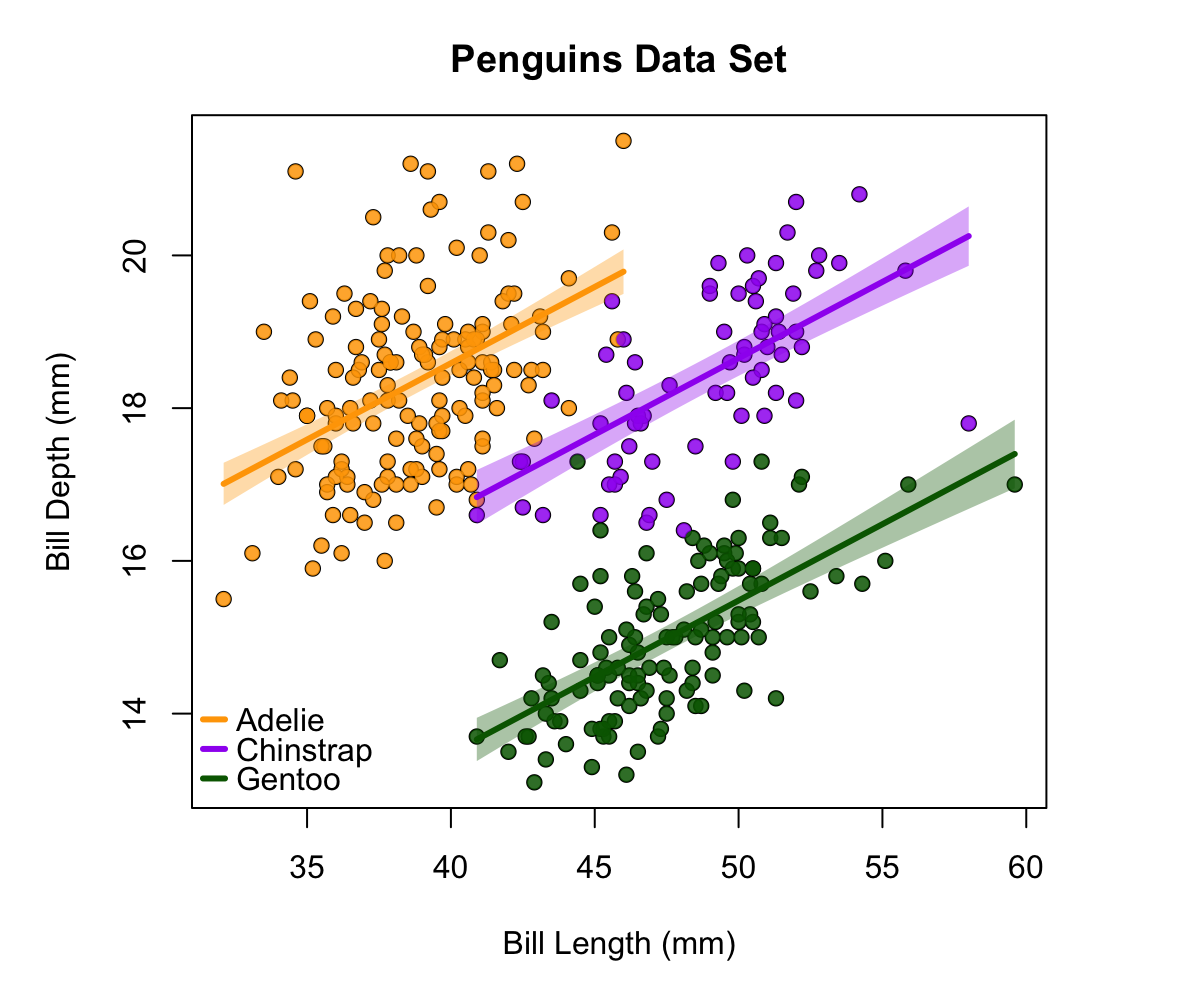 Penguins Data Set
Bill Depth (mm)
20
18
16
14
Adelie
Chinstrap
Gentoo
35 40 45 50 55 60
Bill Length (mm)